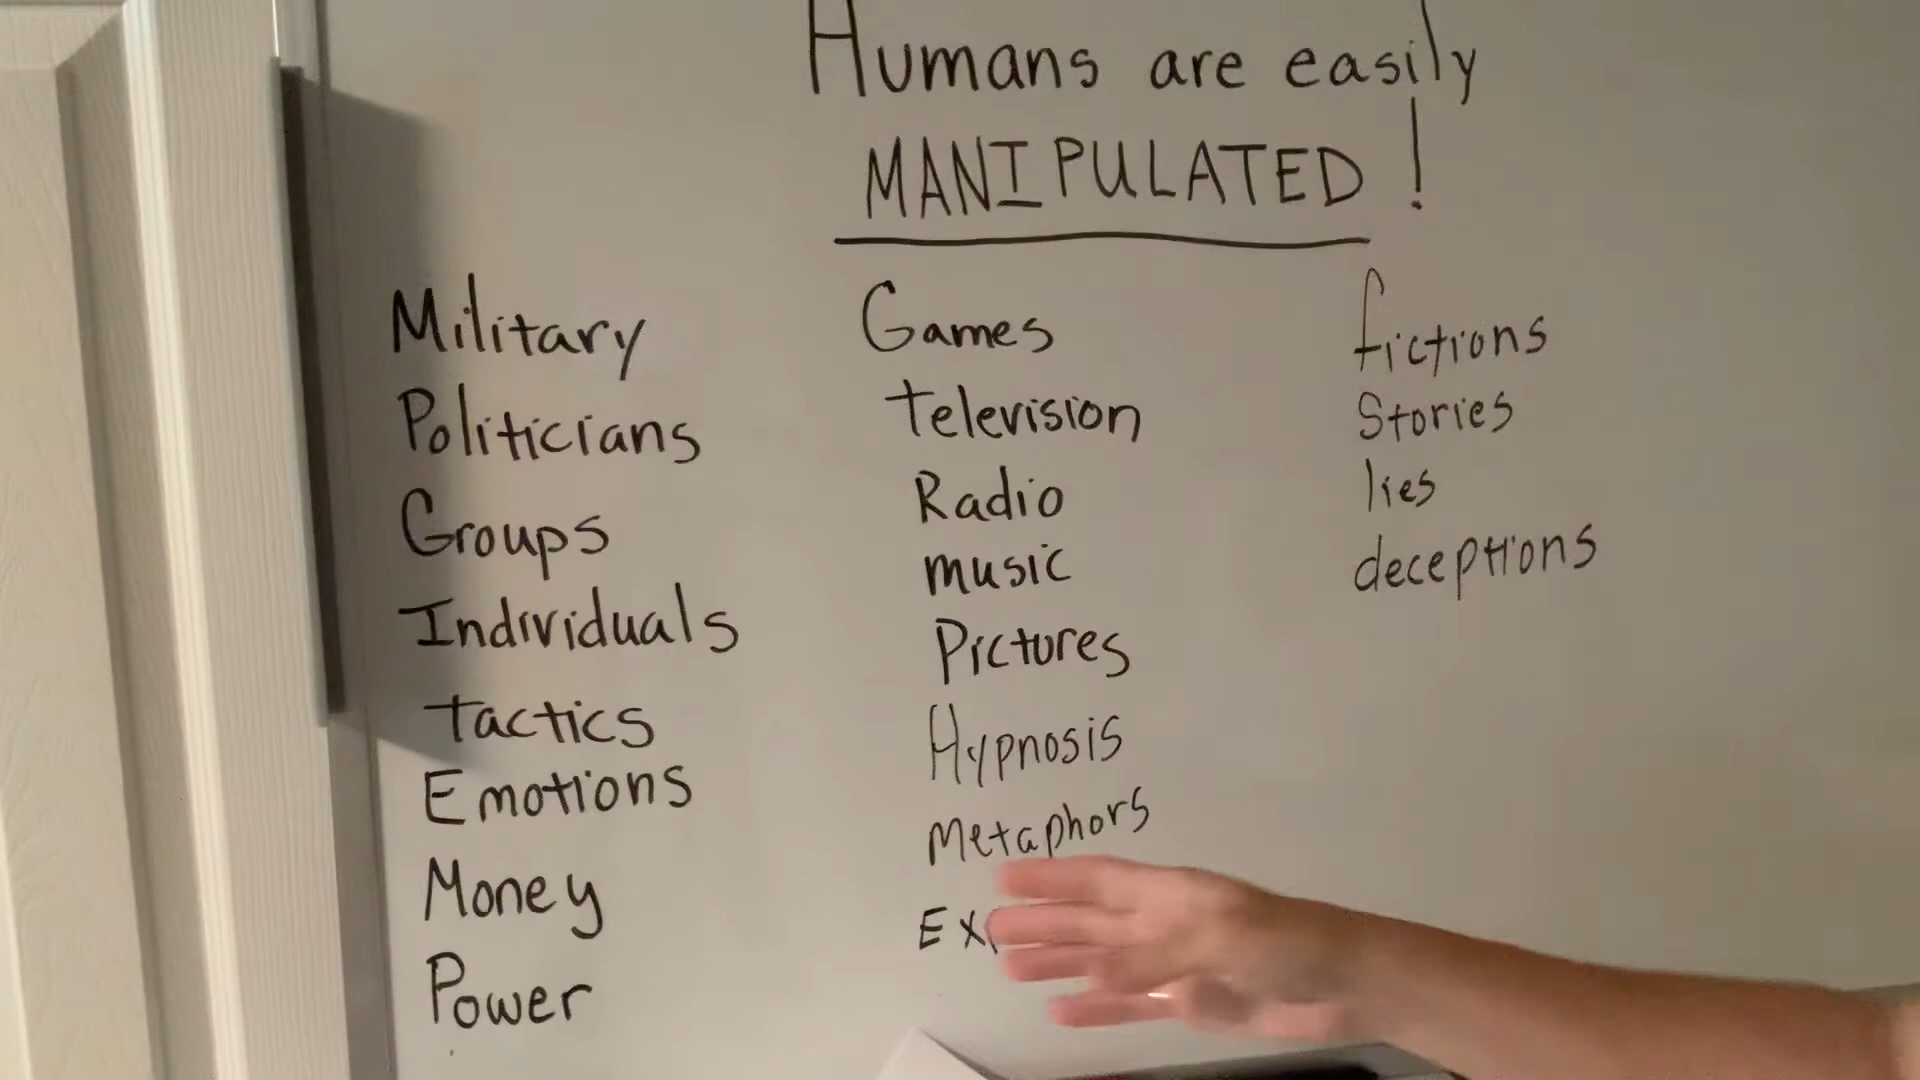 Humans are easily
MANIPULATED!
Military
Politicians
Groups
Individuals
Tactics
Emotions
Money
Power
Games
Television
Radio
music
Pictures
Hypnosis
Metaphors
fictions
Stories
lies
deceptions